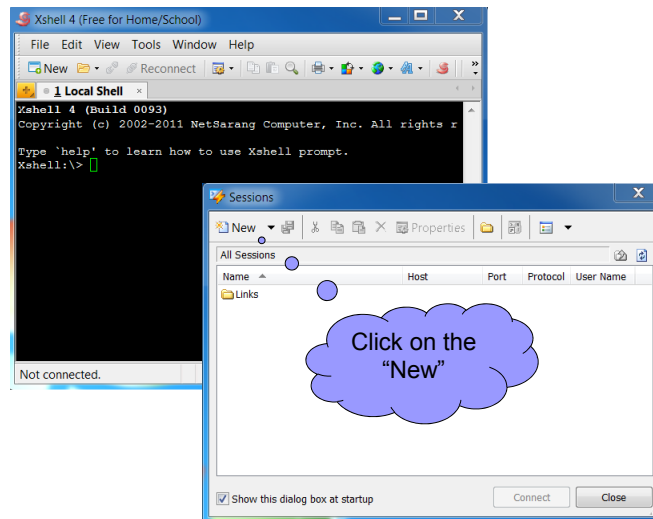 Xshell 4 (Free for Home/School)
File Edit View Tools Window Help
New Reconnect
1 Local Shell
Xshell 4 (Build 0093)
Copyright (c) 2002-2011 NetSarang Computer, Inc. All rights r
Type `help' to learn how to use Xshell prompt.
Xshell:\>
Not connected.
Sessions
New Properties
All Sessions
Name Host Port Protocol User Name
Links
Click on the
“New”
Show this dialog box at startup Connect Close